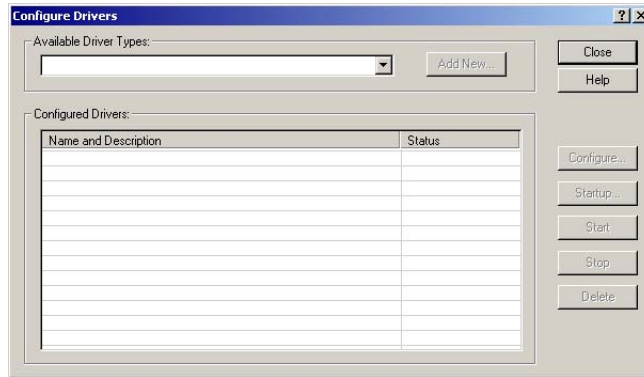 Configure Drivers
Available Driver Types:
Add New...
Close
Help
Configured Drivers:
Name and Description Status
Configure...
Startup...
Start
Stop
Delete